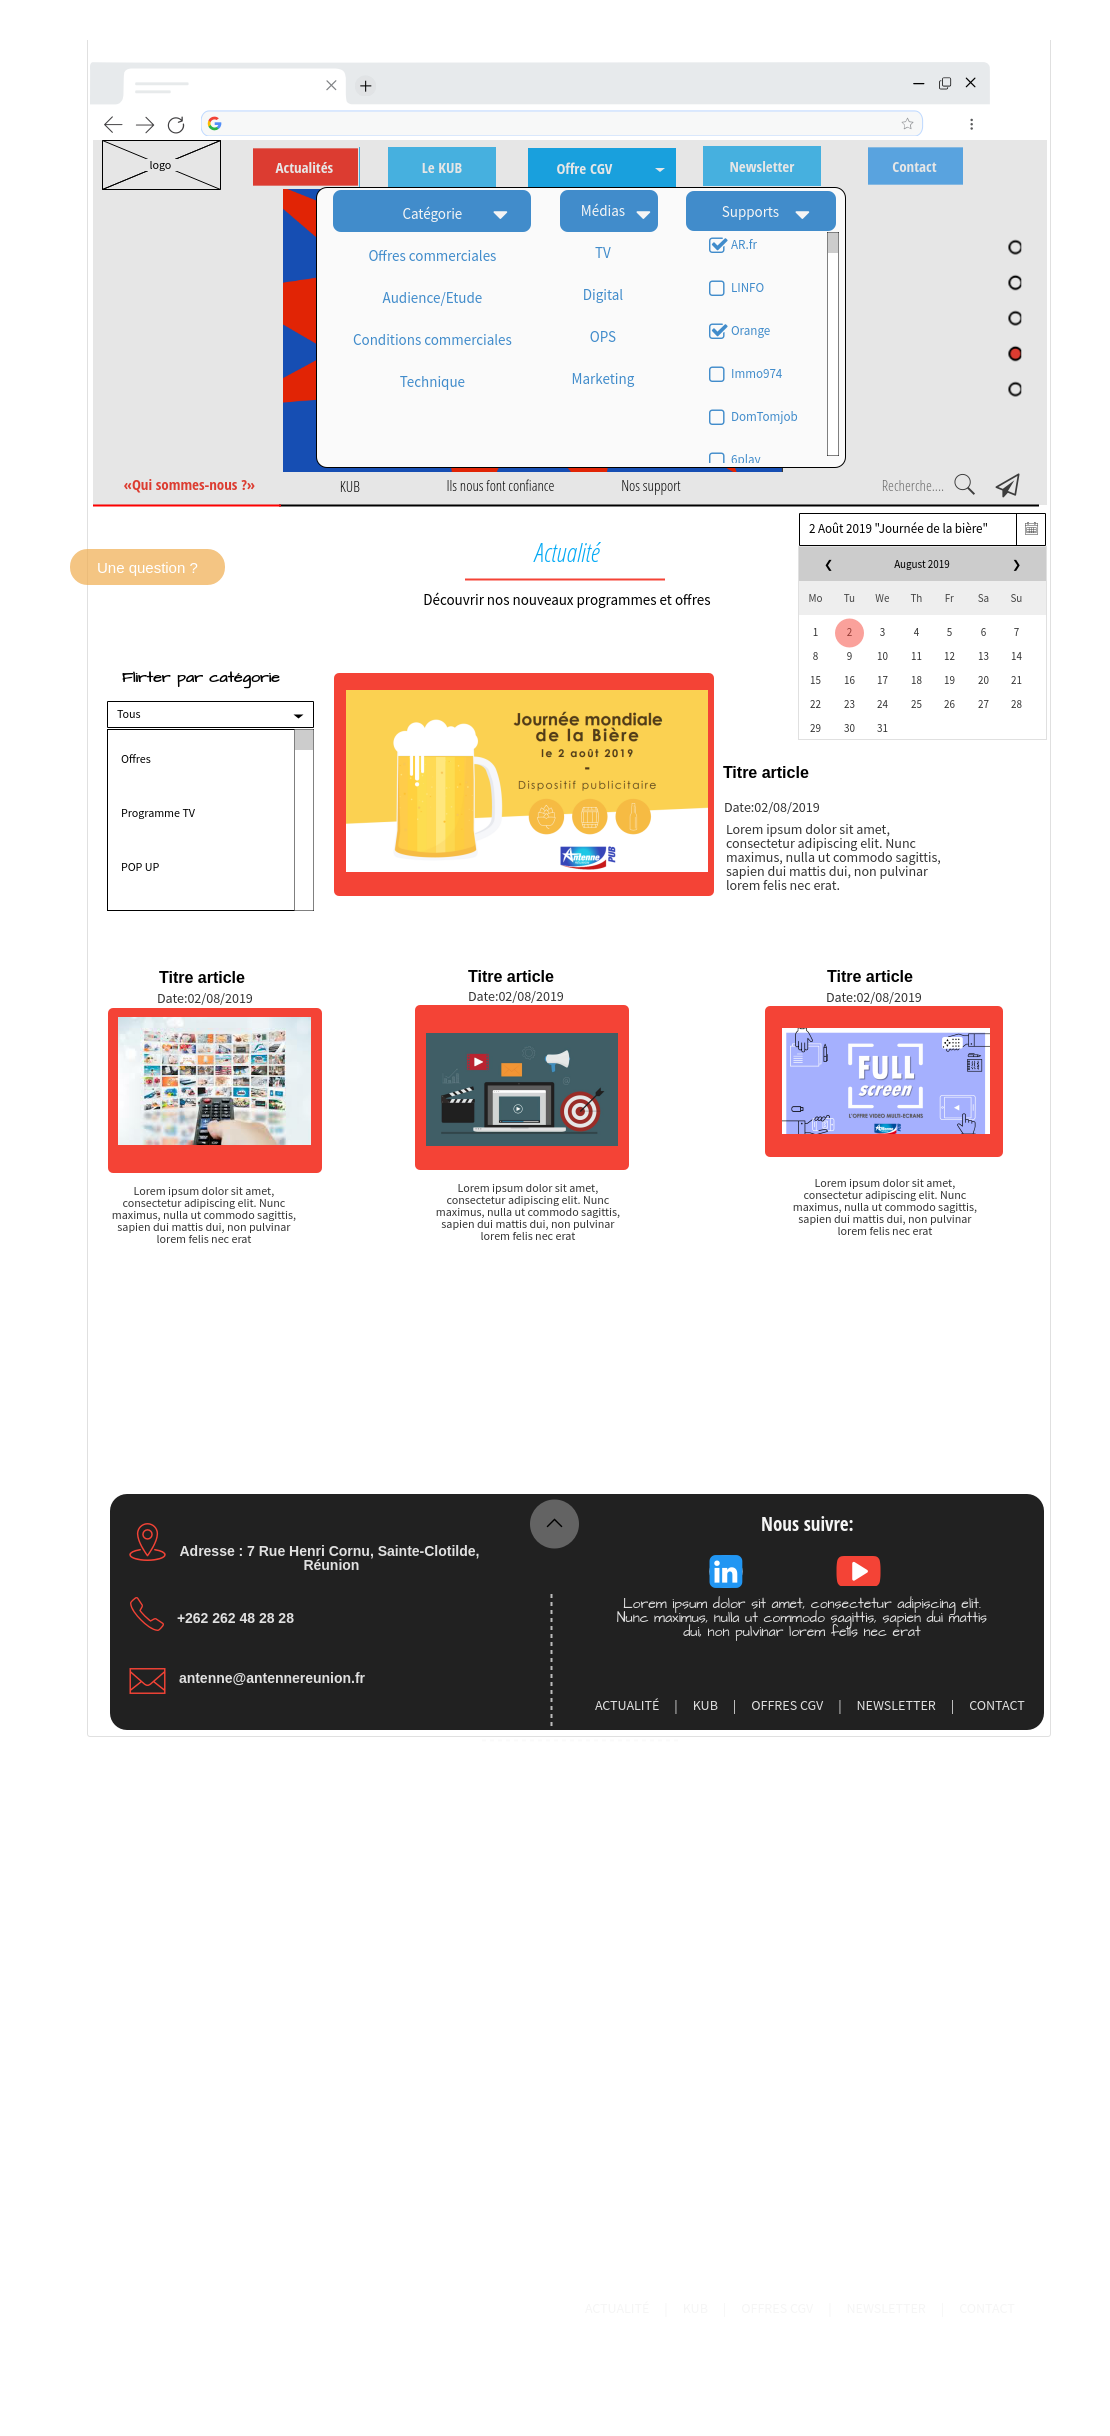 logo
Actualités
Le KUB
Offre CGV
Newsletter
Contact
Catégorie
Médias
Supports
Offres commerciales
Audience/Etude
Conditions commerciales
Technique
TV
Digital
OPS
Marketing
AR.fr
LINFO
Orange
Immo974
DomTomjob
6play
«Qui sommes-nous ?»
KUB
Ils nous font confiance
Nos support
Recherche....
Une question ?
Actualité
Découvrir nos nouveaux programmes et offres
2 Août 2019 "Journée de la bière"
❮ August 2019 ❯
Mo Tu We Th Fr Sa Su
1 2 3 4 5 6 7
8 9 10 11 12 13 14
15 16 17 18 19 20 21
22 23 24 25 26 27 28
29 30 31
Flirter par catégorie
Tous
Offres
Programme TV
POP UP
Journée mondiale
de la Bière
le 2 août 2019
-
Dispositif publicitaire
Antenne
PUB
Titre article
Date:02/08/2019
Lorem ipsum dolor sit amet,
consectetur adipiscing elit. Nunc
maximus, nulla ut commodo sagittis,
sapien dui mattis dui, non pulvinar
lorem felis nec erat.
Titre article
Date:02/08/2019
Lorem ipsum dolor sit amet,
consectetur adipiscing elit. Nunc
maximus, nulla ut commodo sagittis,
sapien dui mattis dui, non pulvinar
lorem felis nec erat
Titre article
Date:02/08/2019
Lorem ipsum dolor sit amet,
consectetur adipiscing elit. Nunc
maximus, nulla ut commodo sagittis,
sapien dui mattis dui, non pulvinar
lorem felis nec erat
Titre article
Date:02/08/2019
FULL
screen
L'OFFRE VIDEO MULTI-ECRANS
Lorem ipsum dolor sit amet,
consectetur adipiscing elit. Nunc
maximus, nulla ut commodo sagittis,
sapien dui mattis dui, non pulvinar
lorem felis nec erat
Adresse : 7 Rue Henri Cornu, Sainte-Clotilde,
Réunion
+262 262 48 28 28
antenne@antennereunion.fr
Nous suivre:
in
Lorem ipsum dolor sit amet, consectetur adipiscing elit.
Nunc maximus, nulla ut commodo sagittis, sapien dui mattis
dui, non pulvinar lorem felis nec erat
ACTUALITÉ | KUB | OFFRES CGV | NEWSLETTER | CONTACT
ACTUALITÉ | KUB | OFFRES CGV | NEWSLETTER | CONTACT